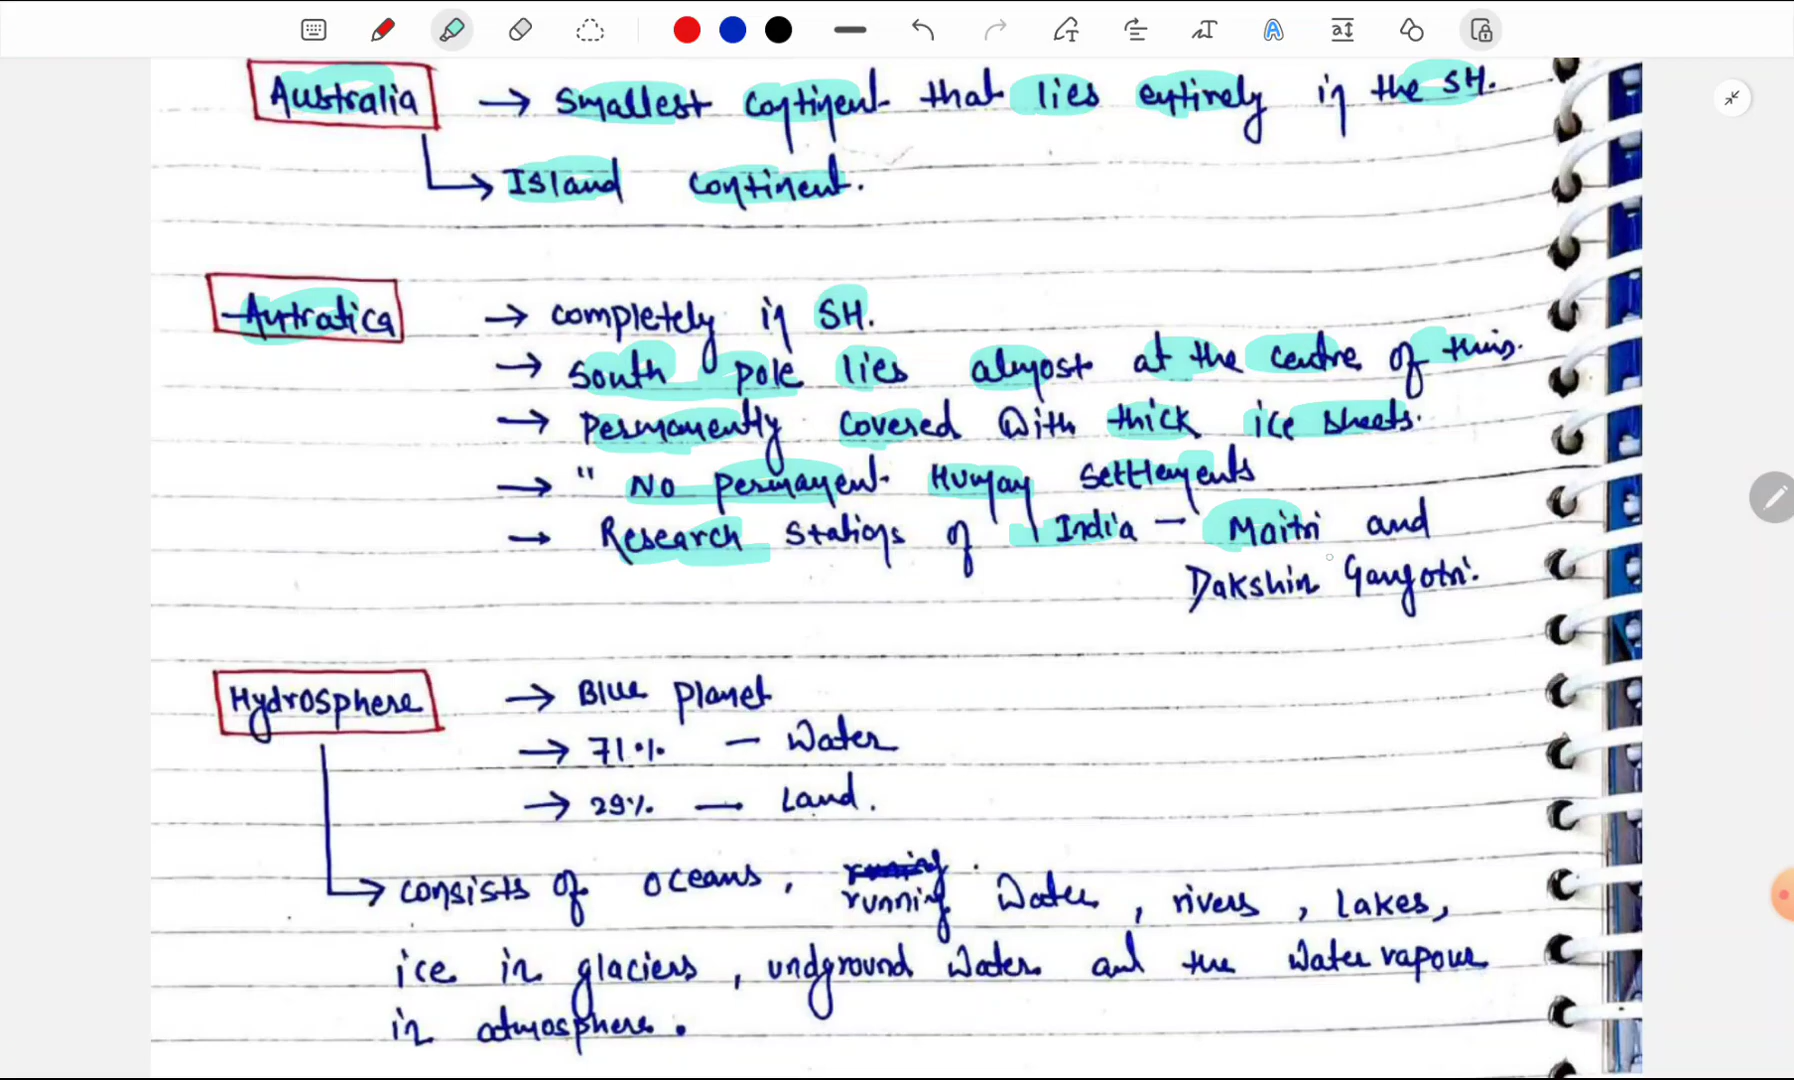 Australia → Smallest continent that lies entirely in the SH.
→ Island continent.
Antratica → completely in SH.
→ South pole lies almost at the centre of this.
→ Permanently covered with thick ice sheets.
→ " No permanent Human Settlements
→ Research Stations of India - Maitri and
Dakshin Gangotri.
Hydrosphere → Blue planet
→ 71% - Water
→ 29% - Land.
→ consists of oceans, running water, rivers, lakes,
ice in glaciers, undground water and the water vapour
in atmosphere.